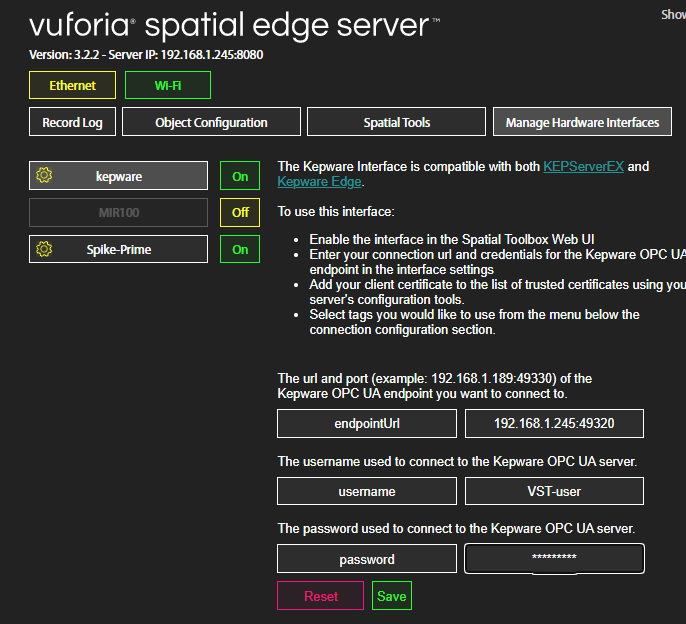 Show
vuforia® spatial edge server™
Version: 3.2.2 - Server IP: 192.168.1.245:8080
Ethernet Wi-Fi
Record Log Object Configuration Spatial Tools Manage Hardware Interfaces
kepware On
MIR100 Off
Spike-Prime On
The Kepware Interface is compatible with both KEPServerEX and
Kepware Edge.
To use this interface:
• Enable the interface in the Spatial Toolbox Web UI
• Enter your connection url and credentials for the Kepware OPC UA
endpoint in the interface settings
• Add your client certificate to the list of trusted certificates using you
server's configuration tools.
• Select tags you would like to use from the menu below the
connection configuration section.
The url and port (example: 192.168.1.189:49330) of the
Kepware OPC UA endpoint you want to connect to.
endpointUrl 192.168.1.245:49320
The username used to connect to the Kepware OPC UA server.
username VST-user
The password used to connect to the Kepware OPC UA server.
password *********
Reset Save